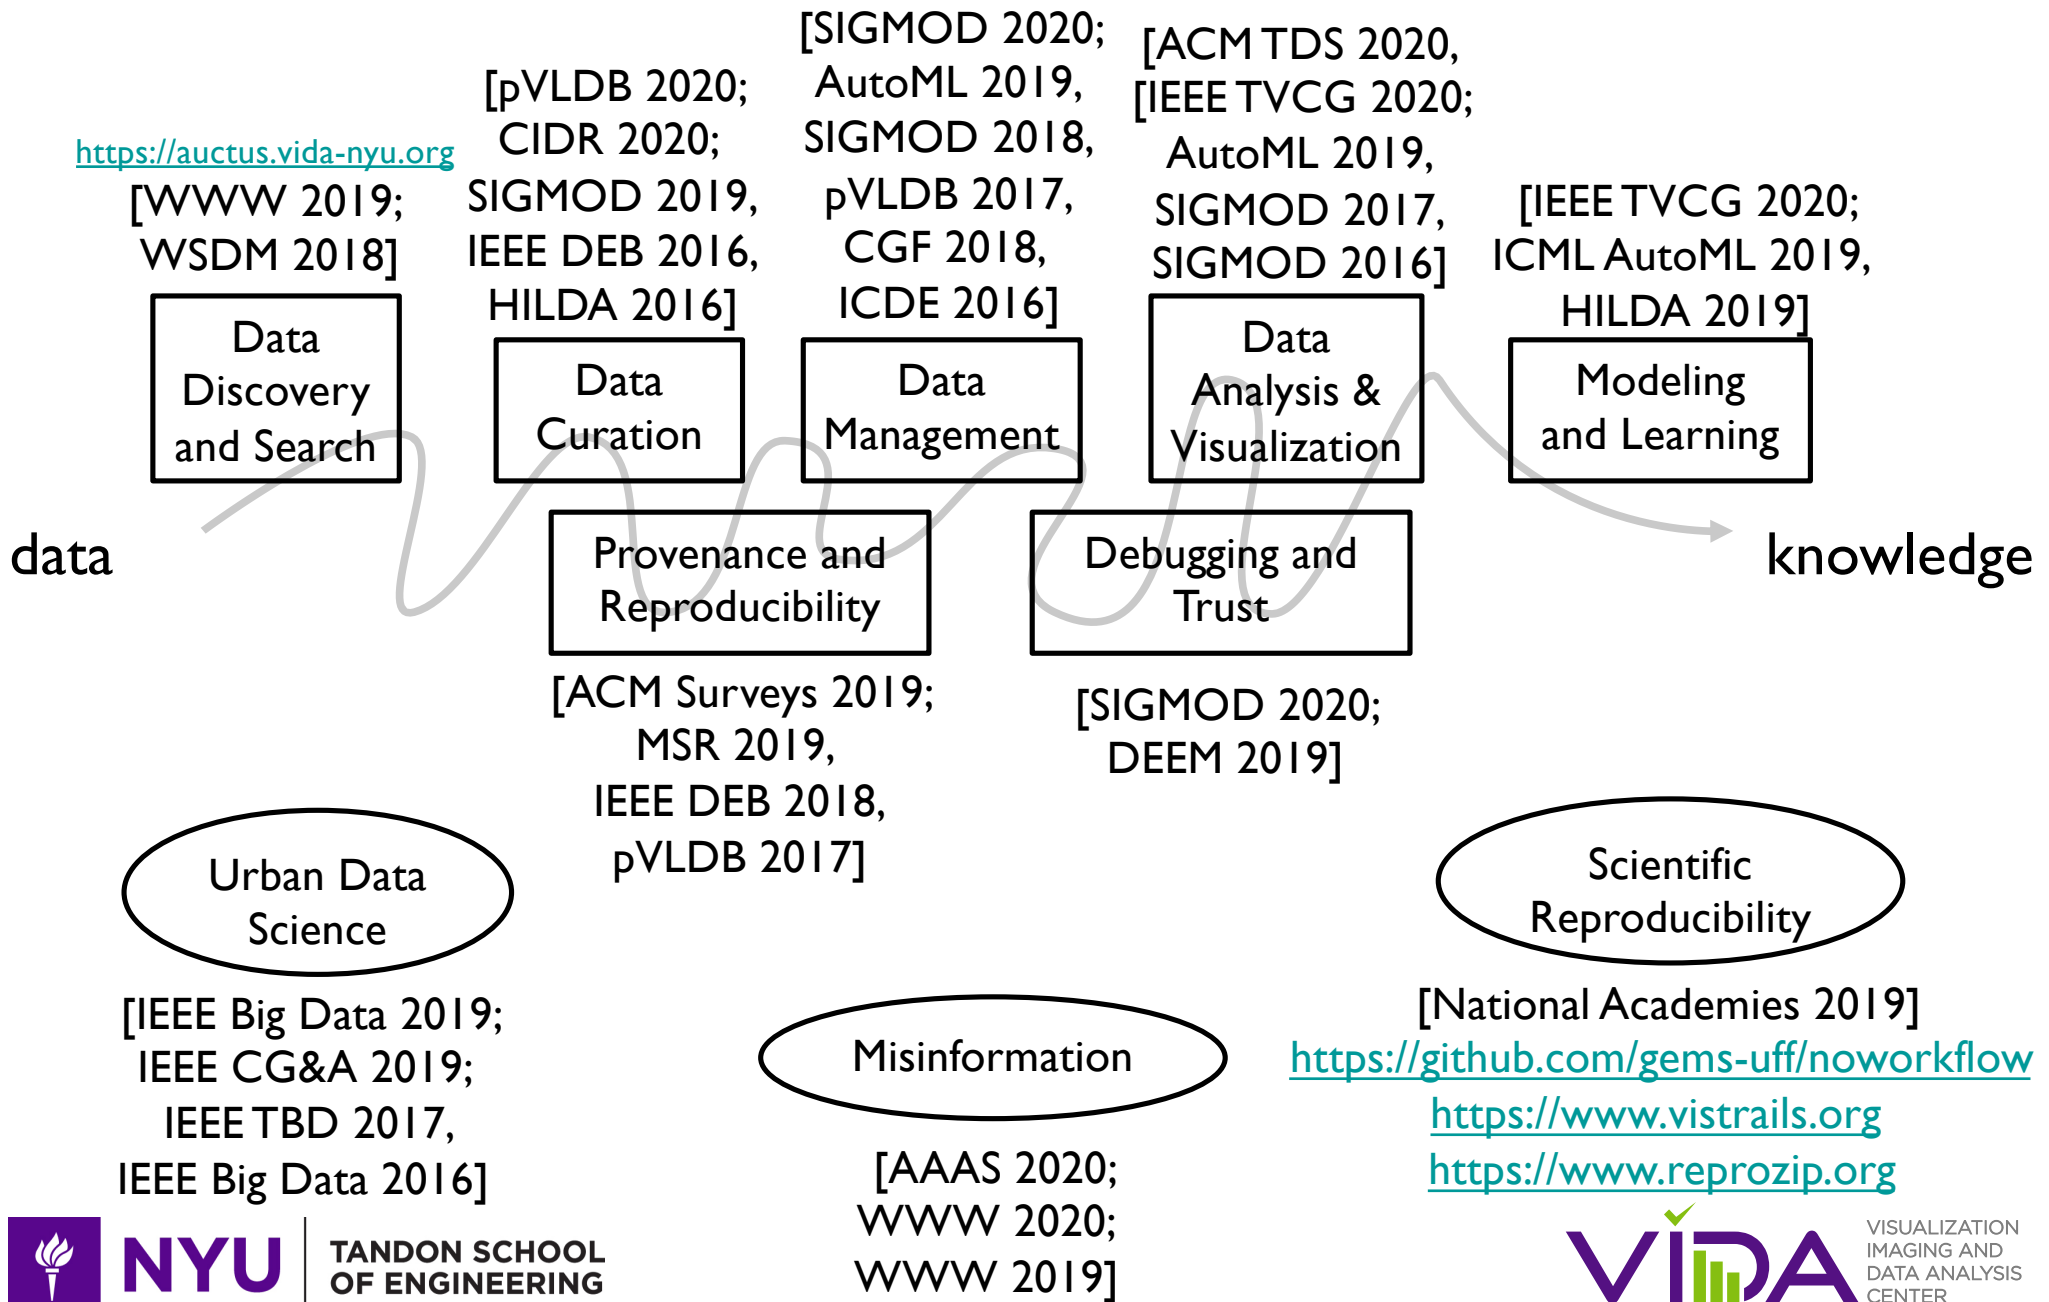 https://auctus.vida-nyu.org
[WWW 2019;
WSDM 2018]
Data
Discovery
and Search
[pVLDB 2020;
CIDR 2020;
SIGMOD 2019,
IEEE DEB 2016,
HILDA 2016]
Data
Curation
[SIGMOD 2020;
AutoML 2019,
SIGMOD 2018,
pVLDB 2017,
CGF 2018,
ICDE 2016]
Data
Management
[ACM TDS 2020,
[IEEE TVCG 2020;
AutoML 2019,
SIGMOD 2017,
SIGMOD 2016]
Data
Analysis &
Visualization
[IEEE TVCG 2020;
ICML AutoML 2019,
HILDA 2019]
Modeling
and Learning
data
Provenance and
Reproducibility
Debugging and
Trust
knowledge
[ACM Surveys 2019;
MSR 2019,
IEEE DEB 2018,
pVLDB 2017]
[SIGMOD 2020;
DEEM 2019]
Urban Data
Science
[IEEE Big Data 2019;
IEEE CG&A 2019;
IEEE TBD 2017,
IEEE Big Data 2016]
Misinformation
[AAAS 2020;
WWW 2020;
WWW 2019]
Scientific
Reproducibility
[National Academies 2019]
https://github.com/gems-uff/noworkflow
https://www.vistrails.org
https://www.reprozip.org
NYU
TANDON SCHOOL
OF ENGINEERING
VIDA
VISUALIZATION
IMAGING AND
DATA ANALYSIS
CENTER